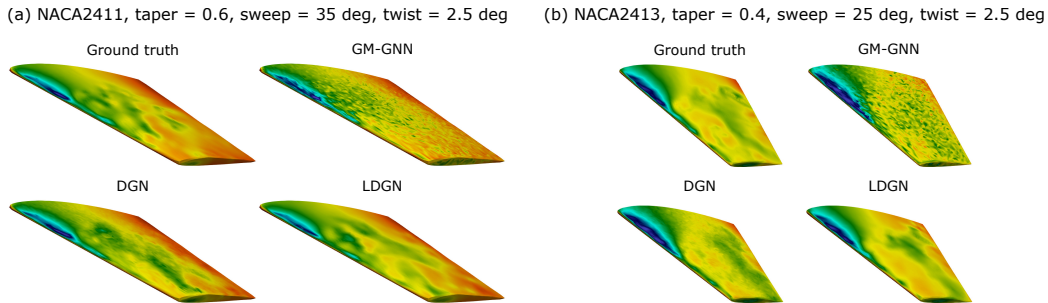 (a) NACA2411, taper = 0.6, sweep = 35 deg, twist = 2.5 deg
Ground truth
GM-GNN
DGN
LDGN
(b) NACA2413, taper = 0.4, sweep = 25 deg, twist = 2.5 deg
Ground truth
GM-GNN
DGN
LDGN